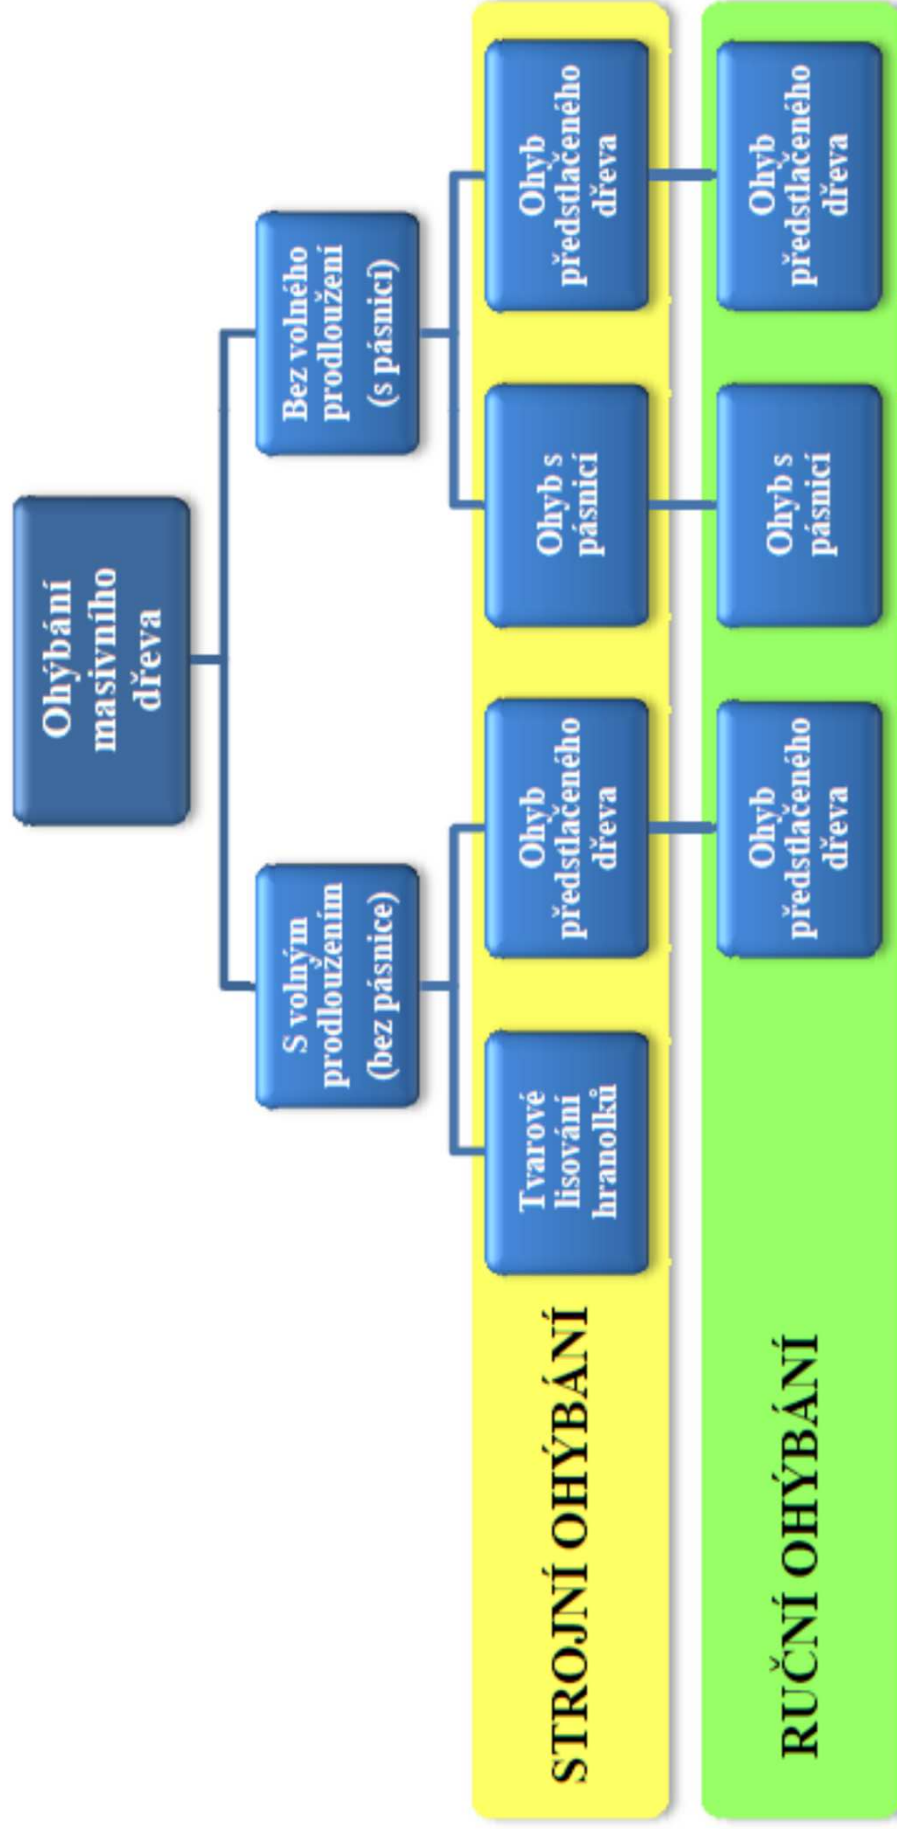 Ohýbání
masivního
dřeva
S volným
prodloužením
(bez pásnice)
Bez volného
prodloužení
(s pásnicí)
STROJNÍ OHÝBÁNÍ
Tvarové
lisování
hranolků
Ohyb
předstlačeného
dřeva
Ohyb s
pásnicí
Ohyb
předstlačeného
dřeva
RUČNÍ OHÝBÁNÍ
Ohyb
předstlačeného
dřeva
Ohyb s
pásnicí
Ohyb
předstlačeného
dřeva